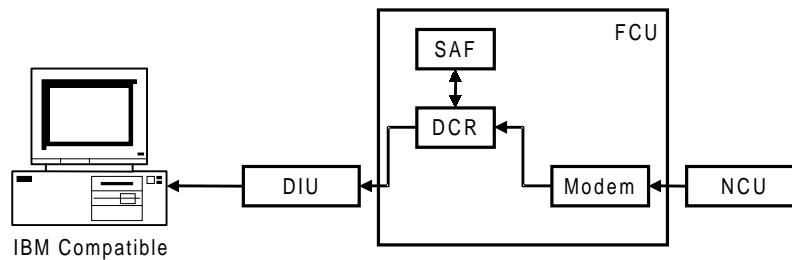 FCU
SAF
DCR
DIU
Modem
NCU
IBM Compatible